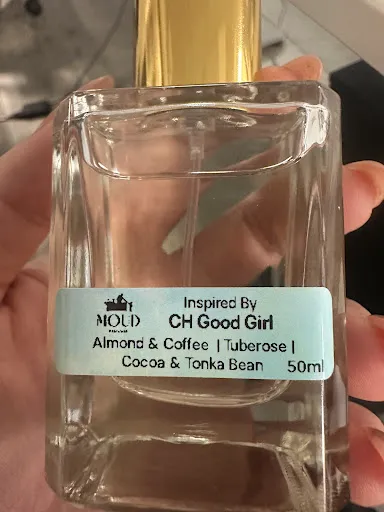 Inspired By
MOUD
CH Good Girl
Almond & Coffee | Tuberose |
Cocoa & Tonka Bean 50ml